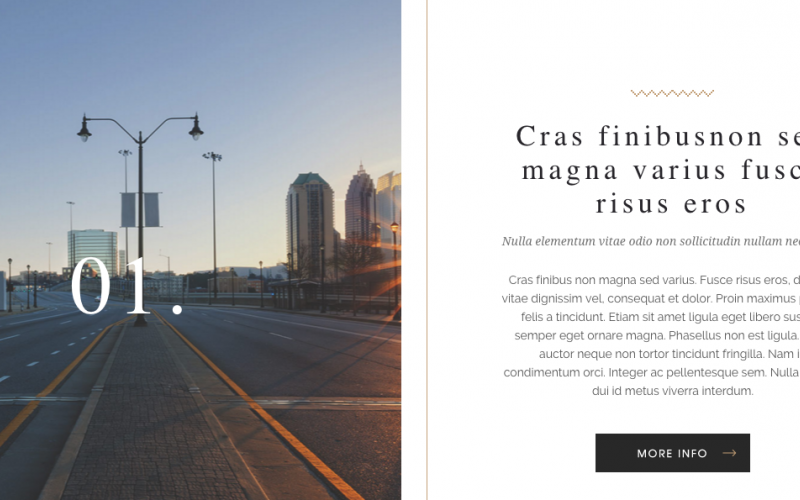 01.
Cras finibusnon se
magna varius fusc
risus eros
Nulla elementum vitae odio non sollicitudin nullam ne
Cras finibus non magna sed varius. Fusce risus eros, d
vitae dignissim vel, consequat et dolor. Proin maximus
felis a tincidunt. Etiam sit amet ligula eget libero sus
semper eget ornare magna. Phasellus non est ligula.
auctor neque non tortor tincidunt fringilla. Nam i
condimentum orci. Integer ac pellentesque sem. Nulla
dui id metus viverra interdum.
MORE INFO